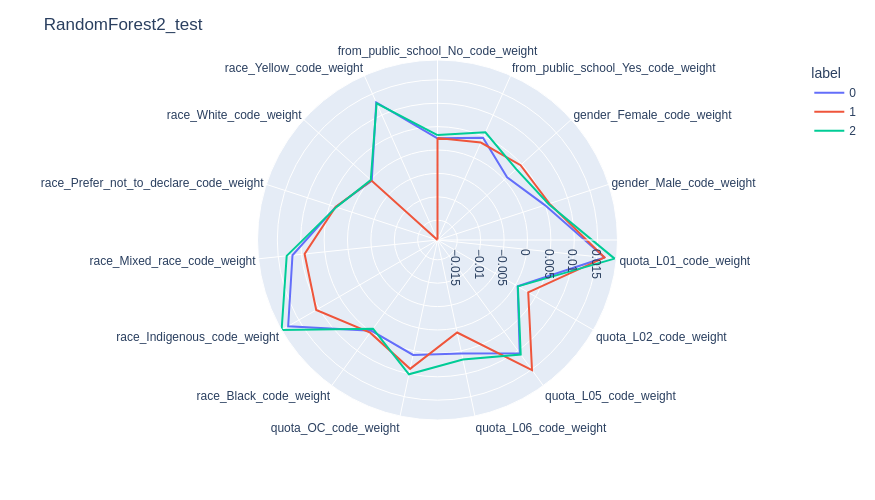 RandomForest2_test
from_public_school_No_code_weight
from_public_school_Yes_code_weight
gender_Female_code_weight
gender_Male_code_weight
quota_L01_code_weight
quota_L02_code_weight
quota_L05_code_weight
quota_L06_code_weight
quota_OC_code_weight
race_Black_code_weight
race_Indigenous_code_weight
race_Mixed_race_code_weight
race_Prefer_not_to_declare_code_weight
race_White_code_weight
race_Yellow_code_weight
−0.015
−0.01
−0.005
0
0.005
0.01
0.015
label
0
1
2